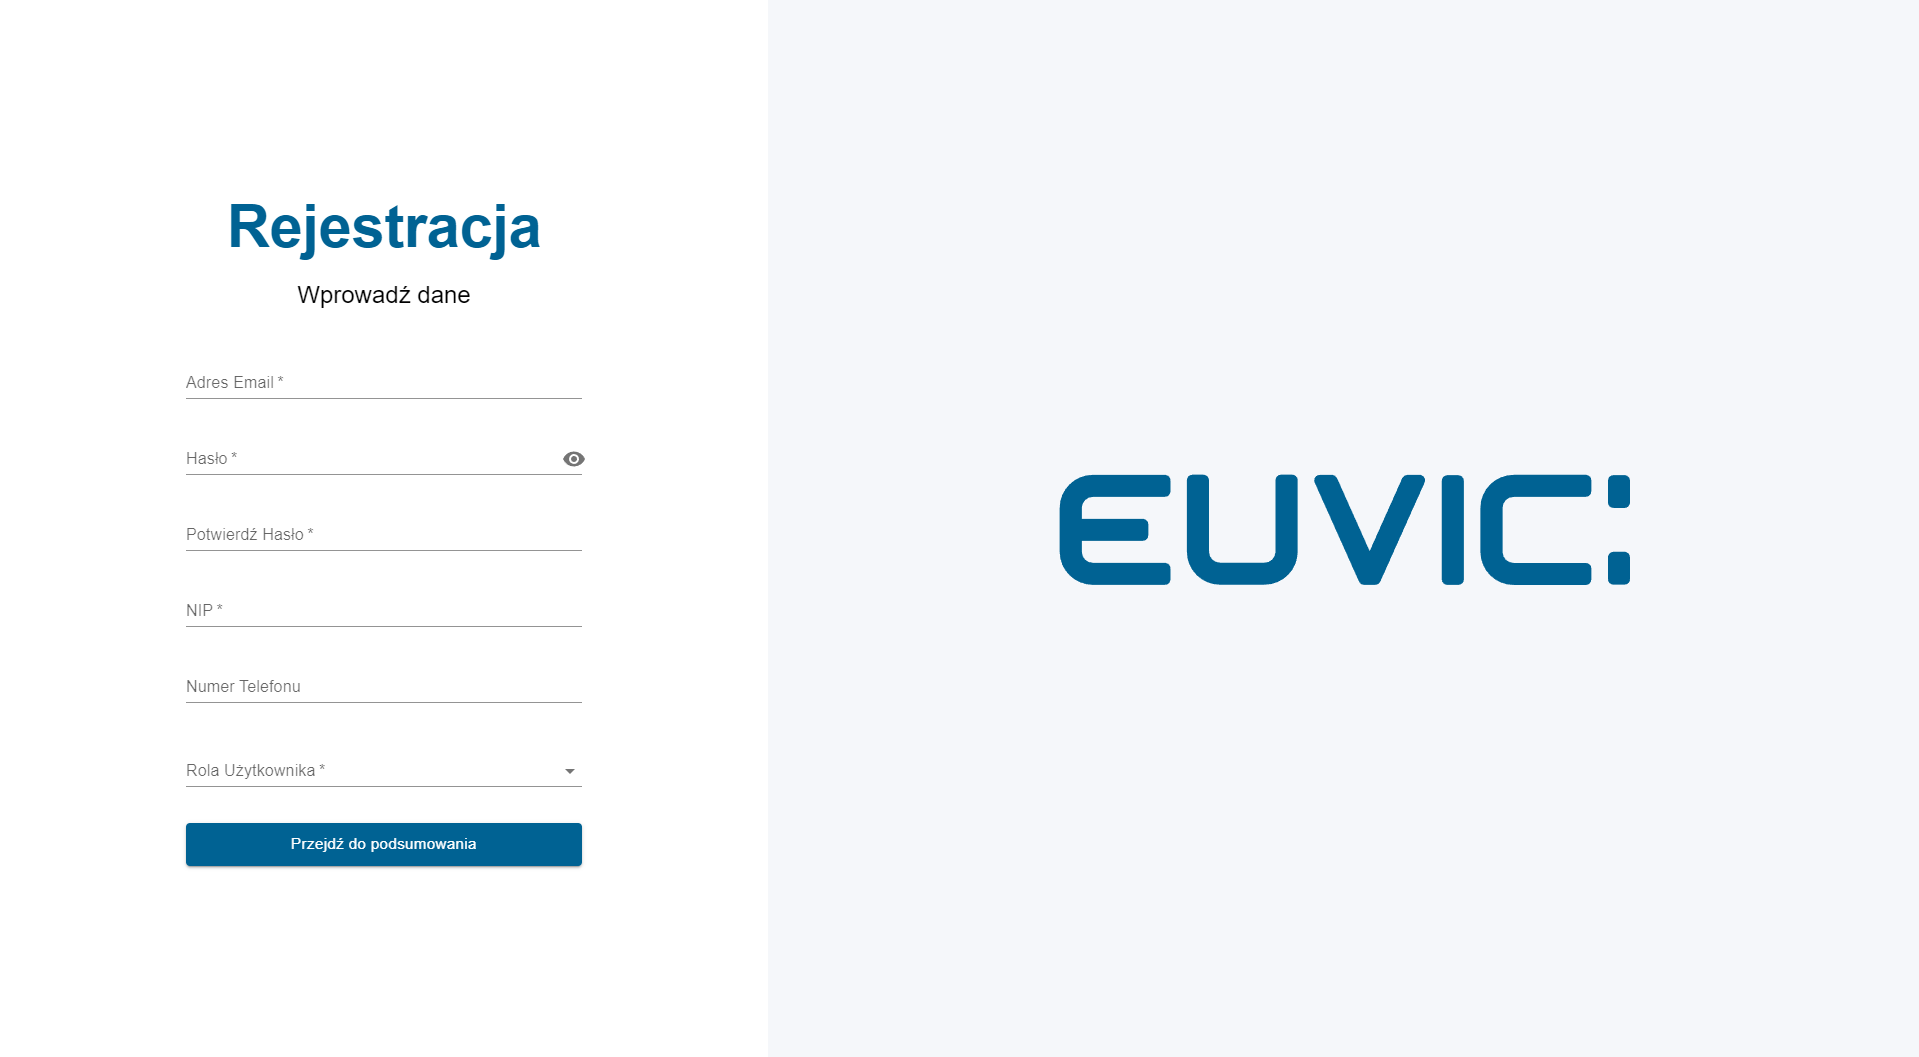 Rejestracja
Wprowadź dane
Adres Email *
Hasło *
Potwierdź Hasło *
NIP *
Numer Telefonu
Rola Użytkownika *
Przejdź do podsumowania
EUVIC: